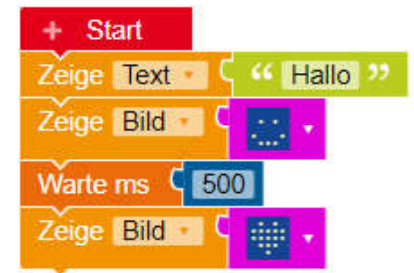 + Start
Zeige Text “ Hallo ”
Zeige Bild
Warte ms 500
Zeige Bild